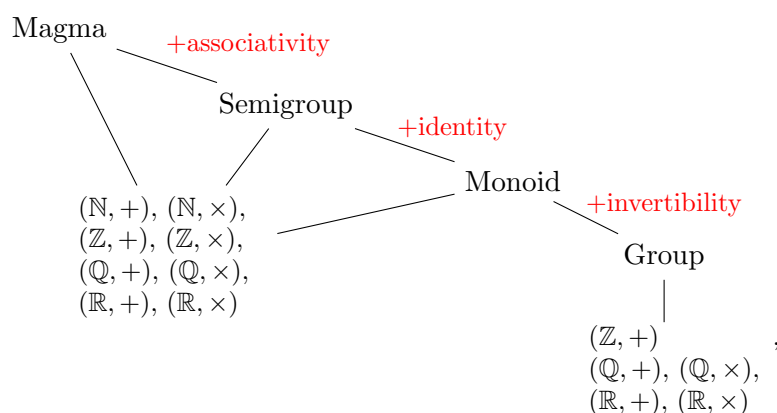 Magma
+associativity
Semigroup
+identity
Monoid
+invertibility
(ℕ, +), (ℕ, ×),
(ℤ, +), (ℤ, ×),
(ℚ, +), (ℚ, ×),
(ℝ, +), (ℝ, ×)
Group
(ℤ, +) ,
(ℚ, +), (ℚ, ×),
(ℝ, +), (ℝ, ×)